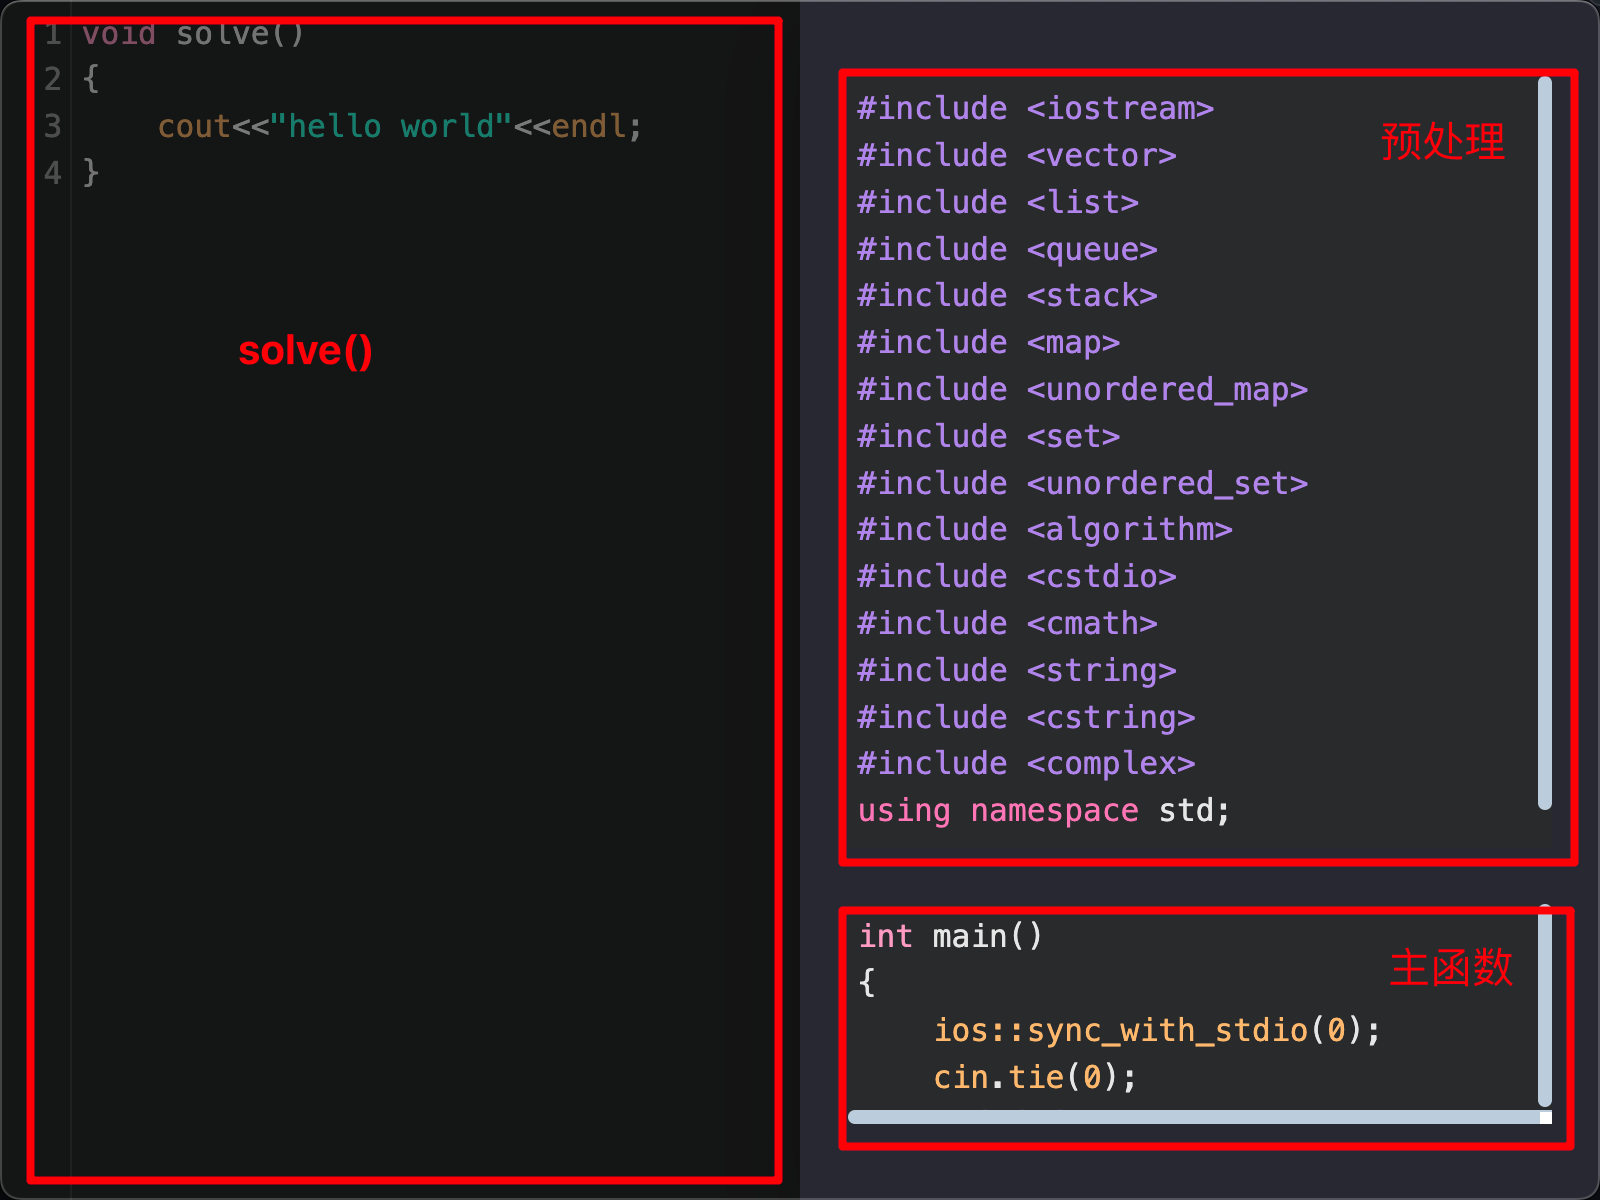 1 void solve()
2 {
3     cout<<"hello world"<<endl;
4 }
solve()
#include <iostream>
预处理
#include <vector>
#include <list>
#include <queue>
#include <stack>
#include <map>
#include <unordered_map>
#include <set>
#include <unordered_set>
#include <algorithm>
#include <cstdio>
#include <cmath>
#include <string>
#include <cstring>
#include <complex>
using namespace std;
int main()
主函数
{
    ios::sync_with_stdio(0);
    cin.tie(0);